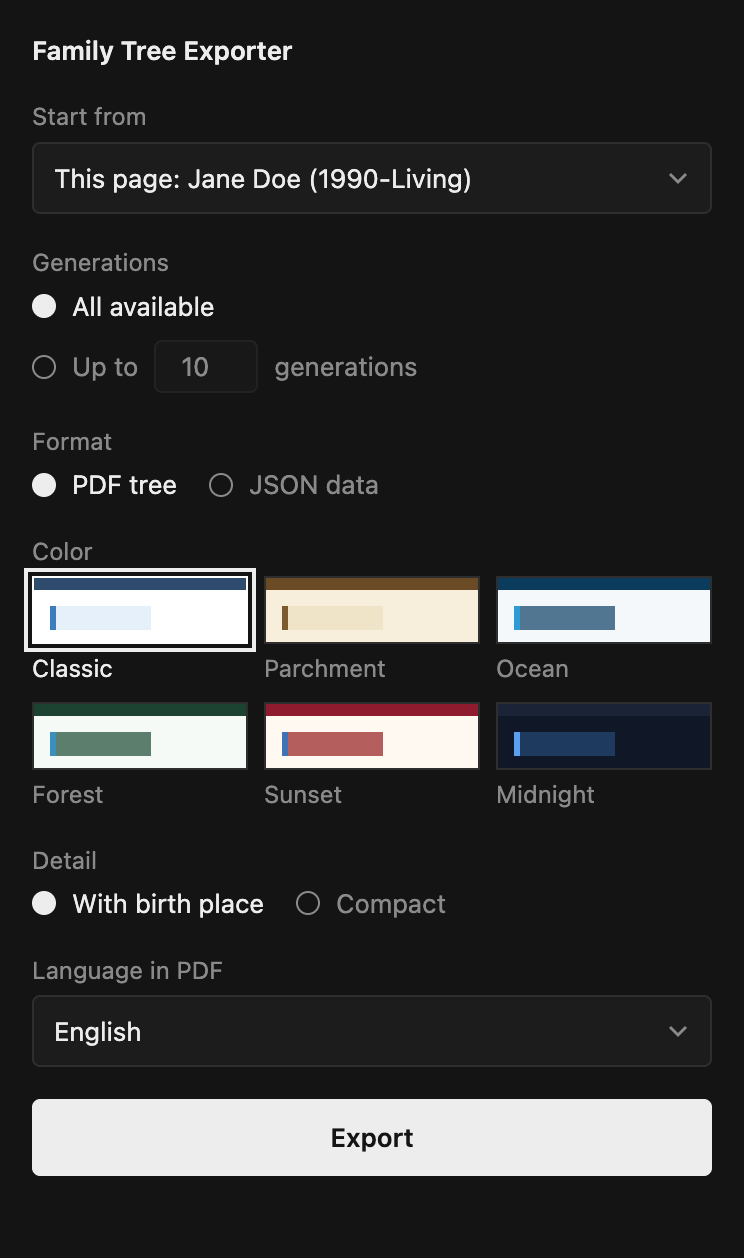 Family Tree Exporter
Start from
This page: Jane Doe (1990-Living)
Generations
All available
Up to 10 generations
Format
PDF tree JSON data
Color
Classic Parchment Ocean
Forest Sunset Midnight
Detail
With birth place Compact
Language in PDF
English
Export